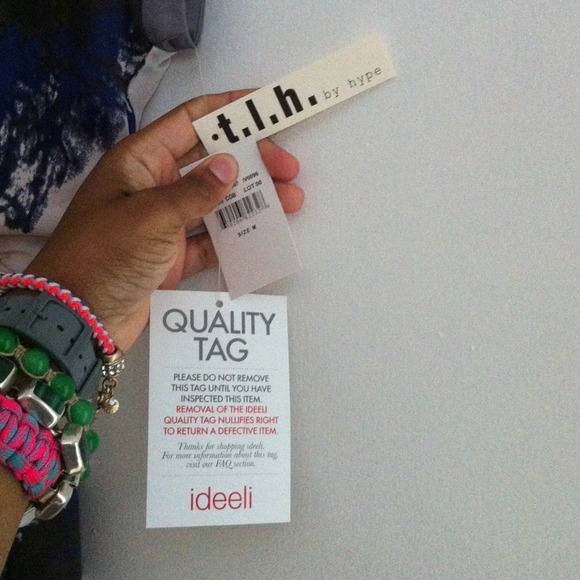 .t.l.h. by hype
LOT 00
SIZE M
QUALITY
TAG
PLEASE DO NOT REMOVE
THIS TAG UNTIL YOU HAVE
INSPECTED THIS ITEM.
REMOVAL OF THE IDEELI
QUALITY TAG NULLIFIES RIGHT
TO RETURN A DEFECTIVE ITEM.
Thanks for shopping ideeli.
For more information about this tag,
visit our FAQ section.
ideeli